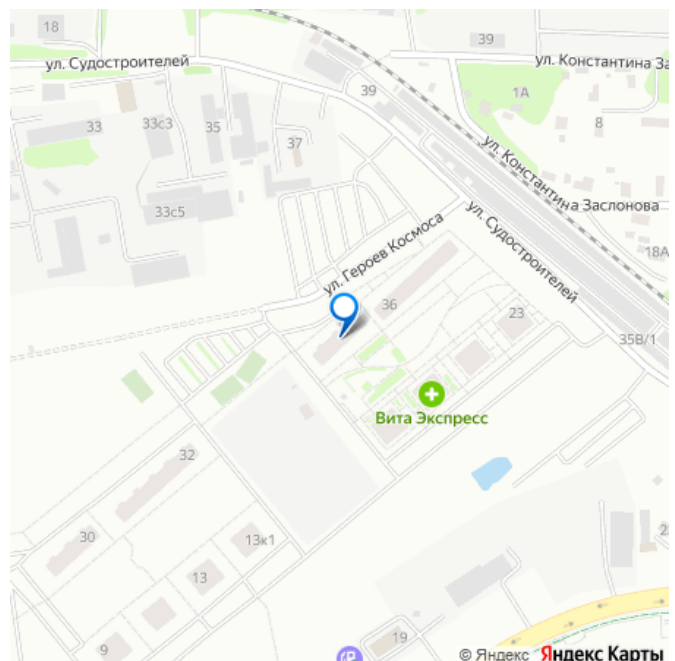 18
ул. Судостроителей
39
ул. Константина За
39
1А
33
33с3
35
37
8
ул. Константина Заслонова
33с5
ул. Героев Космоса
ул. Судостроителей
18А
36
23
35В/1
Вита Экспресс
32
30
13к1
13
9
19
© Яндекс Яндекс Карты